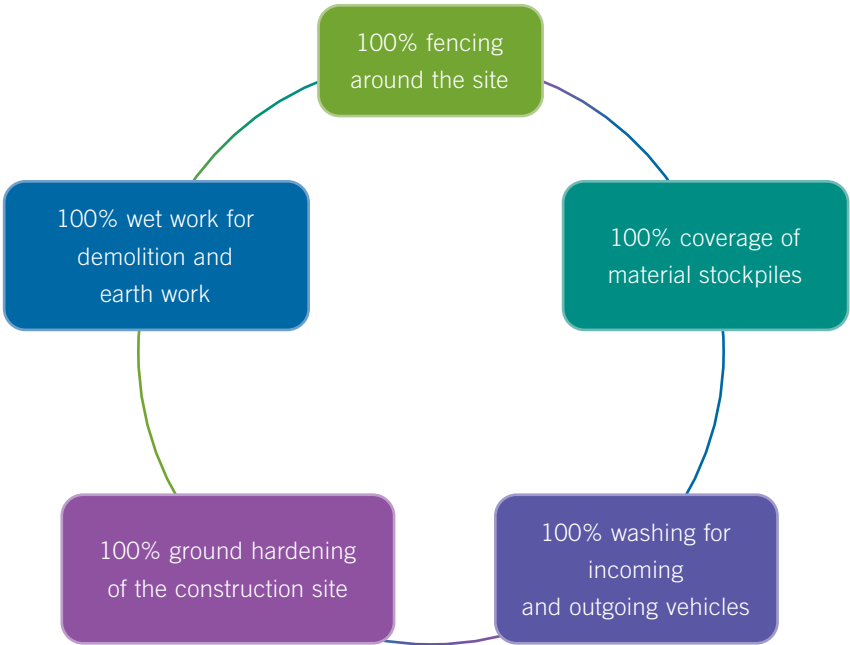 100% fencing
around the site
100% coverage of
material stockpiles
100% washing for
incoming
and outgoing vehicles
100% ground hardening
of the construction site
100% wet work for
demolition and
earth work